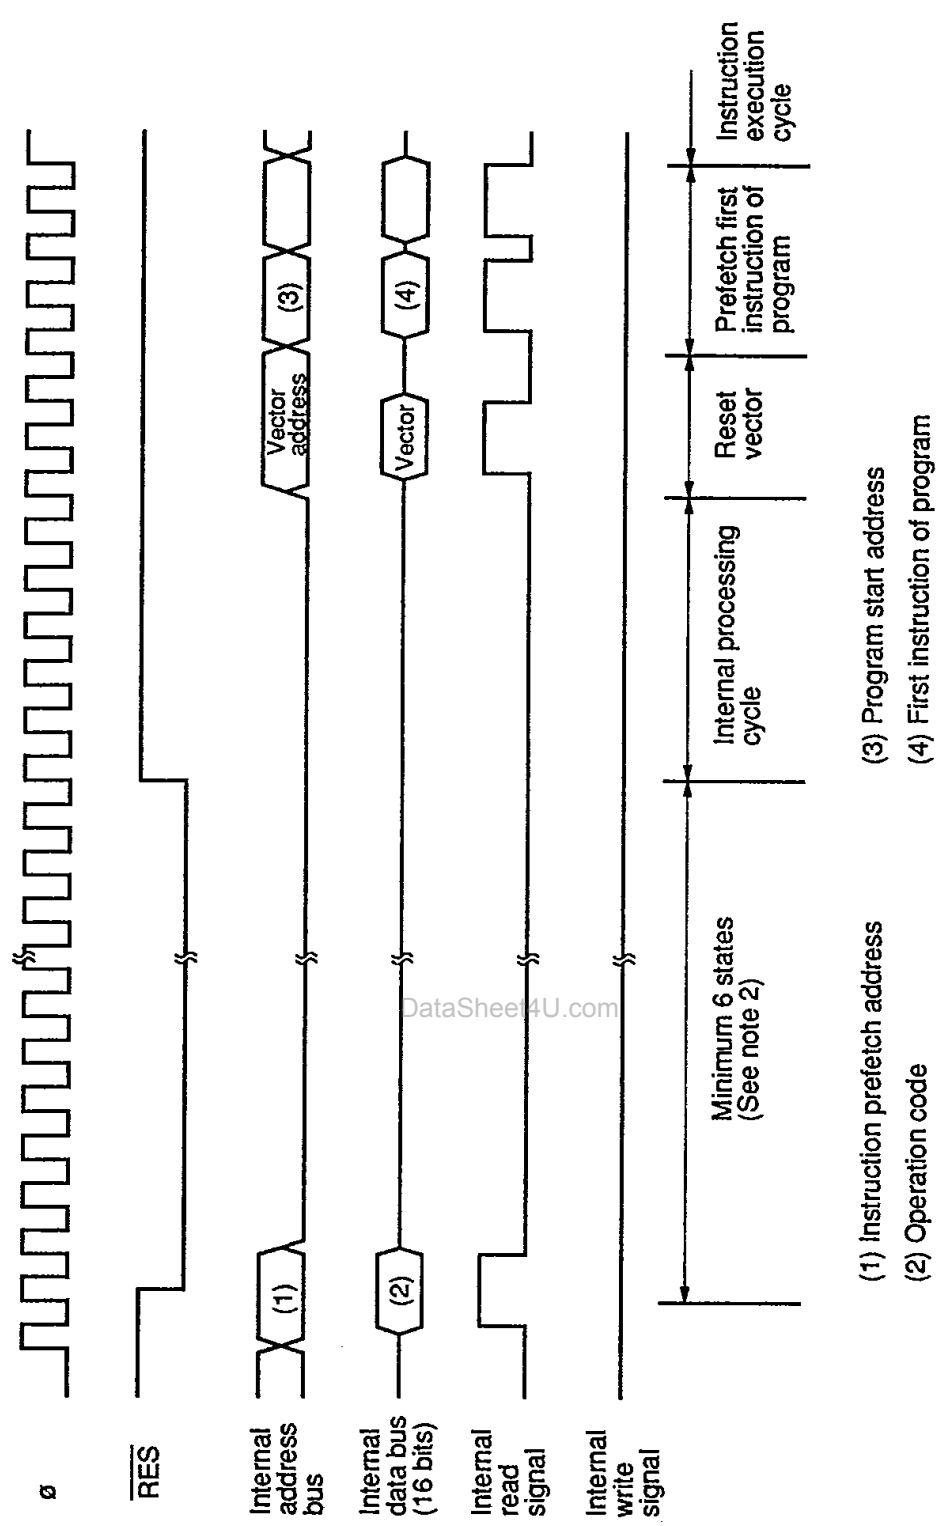 ø
RES
Internal
address
bus
Internal
data bus
(16 bits)
Internal
read
signal
Internal
write
signal
(1)
Vector
address
(3)
(2)
Vector
(4)
Minimum 6 states
(See note 2)
Internal processing
cycle
Reset
vector
Prefetch first
instruction of
program
Instruction
execution
cycle
(1) Instruction prefetch address
(2) Operation code
(3) Program start address
(4) First instruction of program
DataSheet4U.com